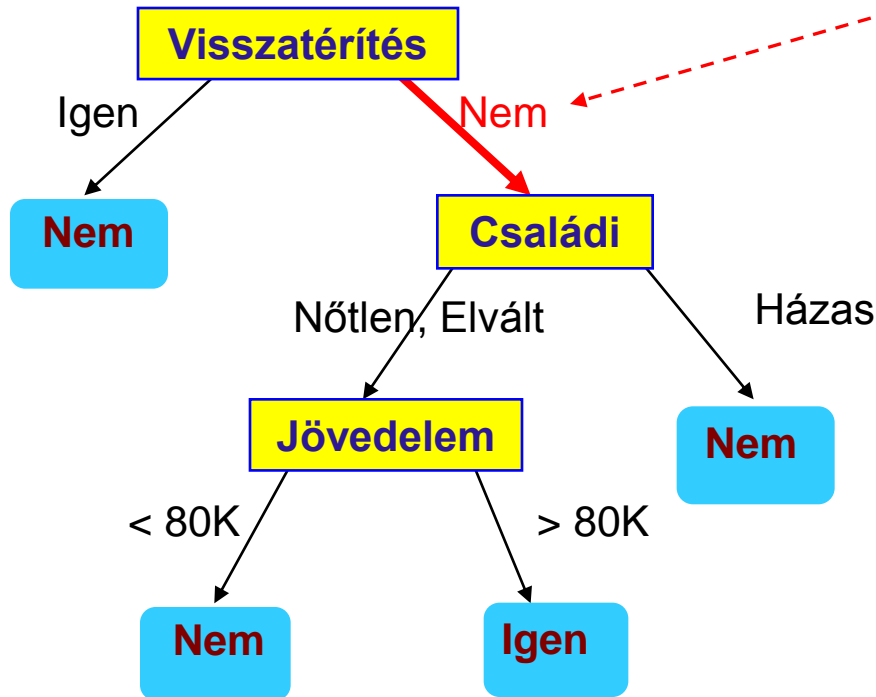 Visszatérítés
Igen
Nem
Nem
Családi
Nőtlen, Elvált
Házas
Jövedelem
Nem
< 80K
> 80K
Nem
Igen